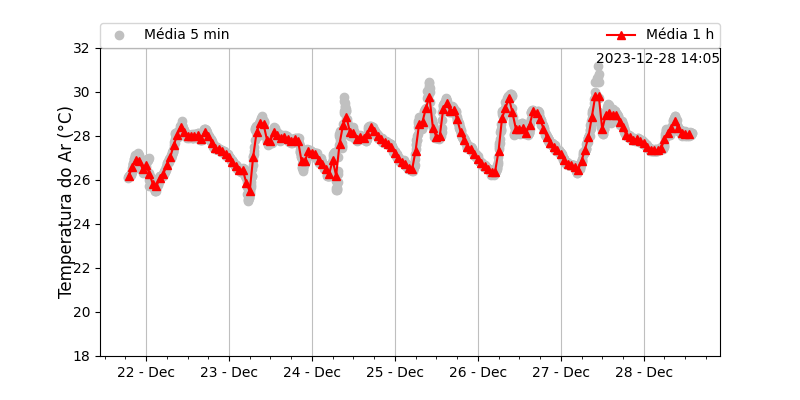 Média 5 min
Média 1 h
2023-12-28 14:05
Temperatura do Ar (°C)
32
30
28
26
24
22
20
18
22 - Dec
23 - Dec
24 - Dec
25 - Dec
26 - Dec
27 - Dec
28 - Dec